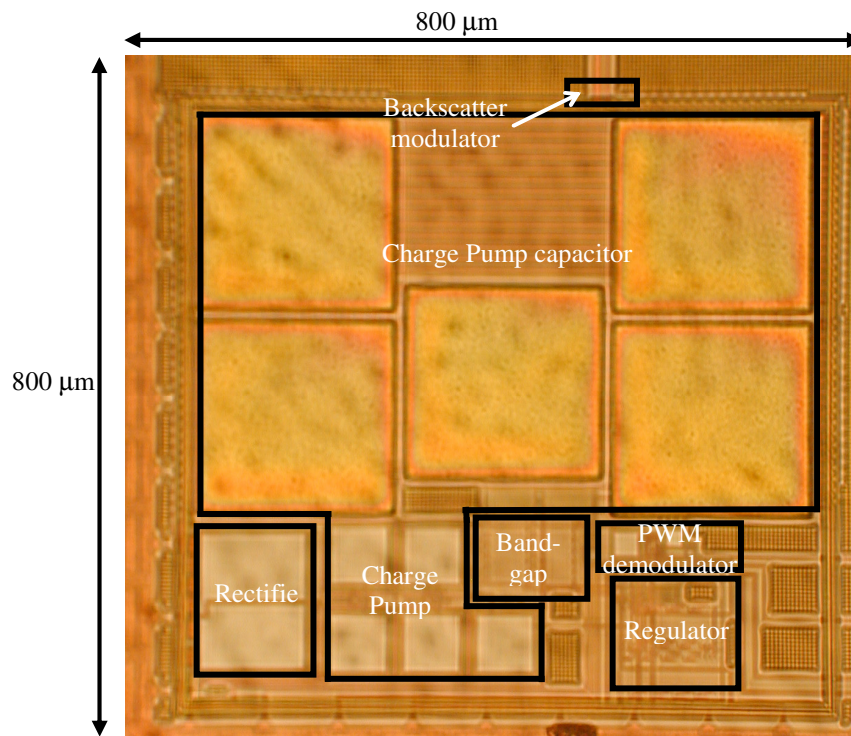 800 µm
Backscatter
modulator
Charge Pump capacitor
800 µm
Band-
gap
PWM
demodulator
Rectifie
Charge
Pump
Regulator